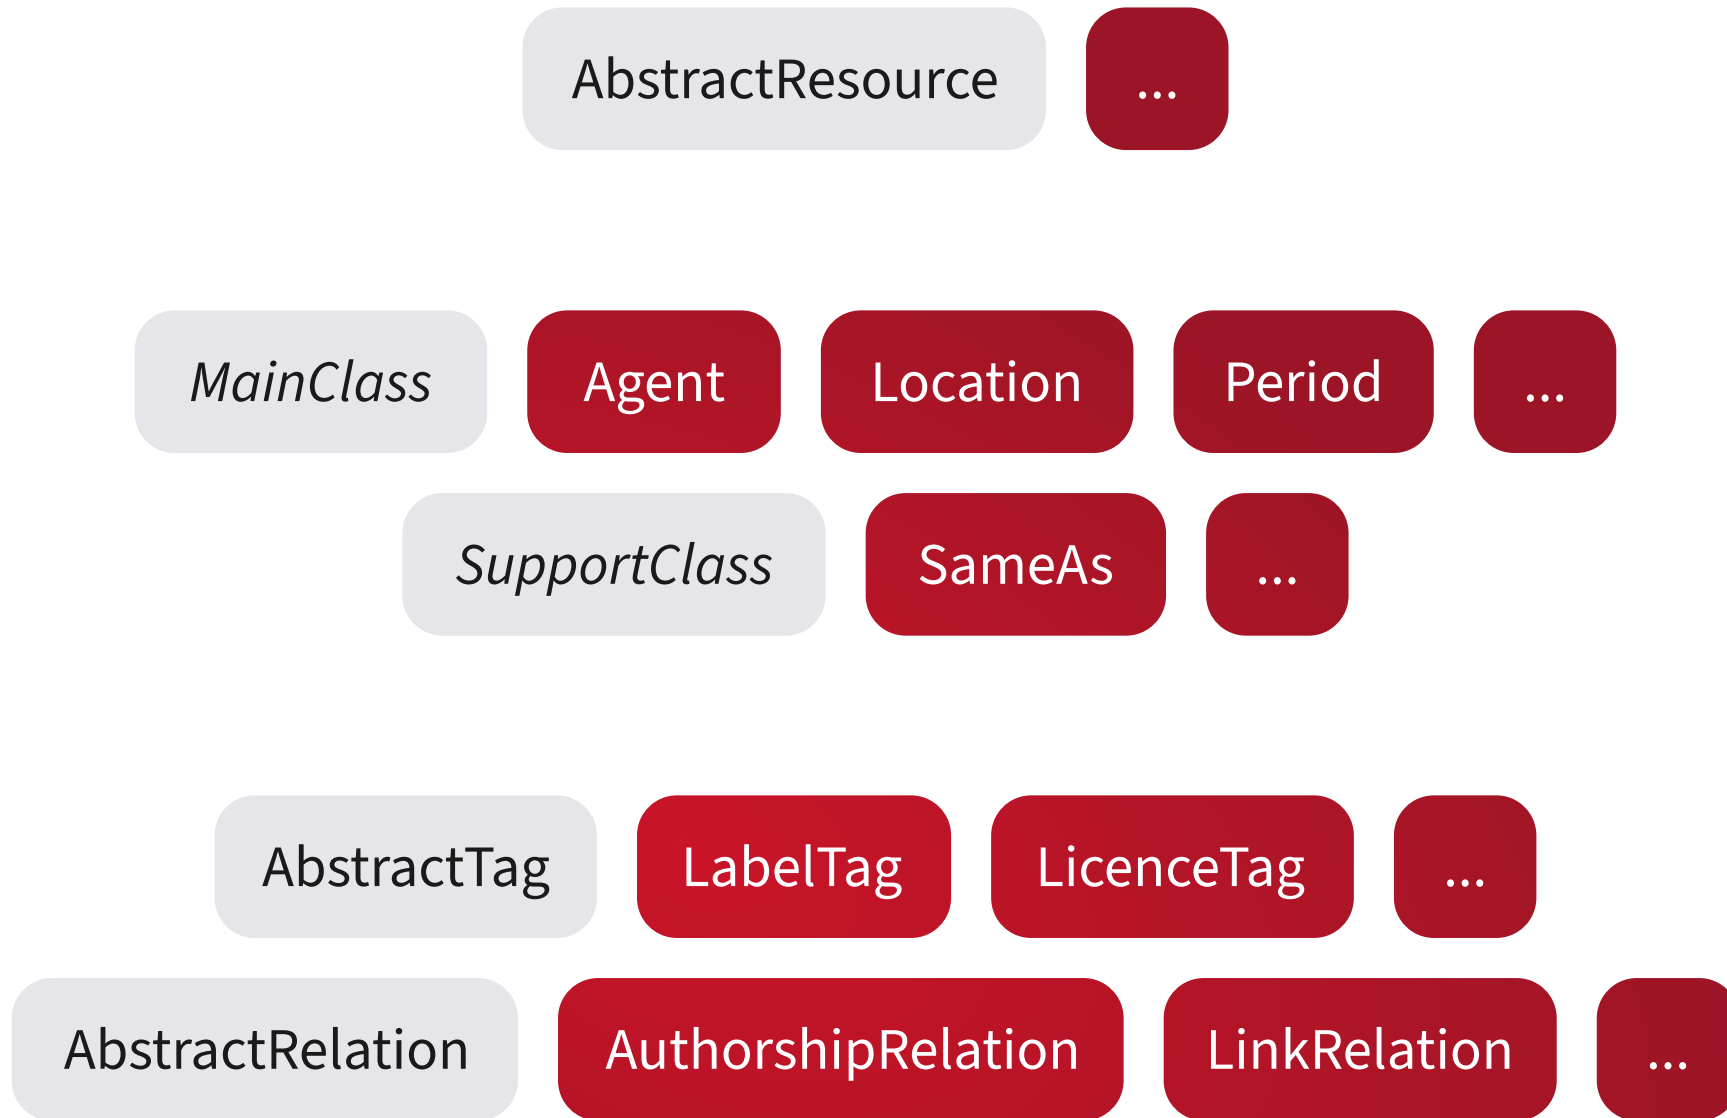 AbstractResource ...
MainClass Agent Location Period ...
SupportClass SameAs ...
AbstractTag LabelTag LicenceTag ...
AbstractRelation AuthorshipRelation LinkRelation ...